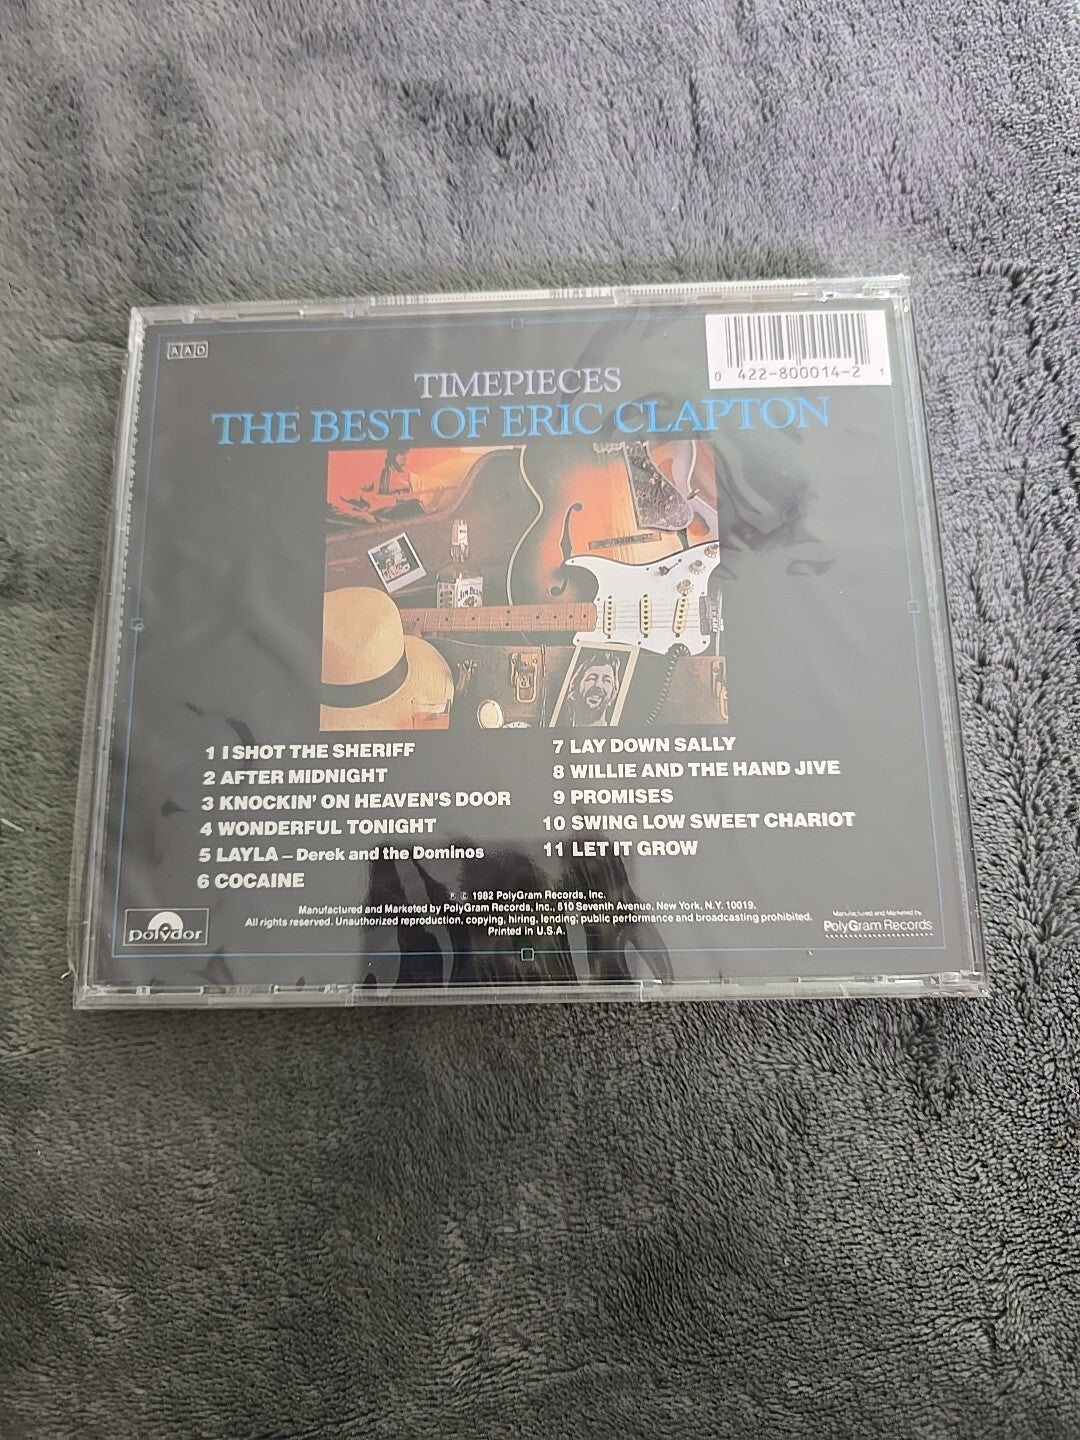 AAD
0 422-800014-2 1
TIMEPIECES
THE BEST OF ERIC CLAPTON
JIM BEAM
1 I SHOT THE SHERIFF
2 AFTER MIDNIGHT
3 KNOCKIN' ON HEAVEN'S DOOR
4 WONDERFUL TONIGHT
5 LAYLA – Derek and the Dominos
6 COCAINE
7 LAY DOWN SALLY
8 WILLIE AND THE HAND JIVE
9 PROMISES
10 SWING LOW SWEET CHARIOT
11 LET IT GROW
℗ © 1982 PolyGram Records, Inc.
Manufactured and Marketed by PolyGram Records, Inc., 810 Seventh Avenue, New York, N.Y. 10019.
All rights reserved. Unauthorized reproduction, copying, hiring, lending, public performance and broadcasting prohibited.
Printed in U.S.A.
polydor
Manufactured and Marketed by
PolyGram Records